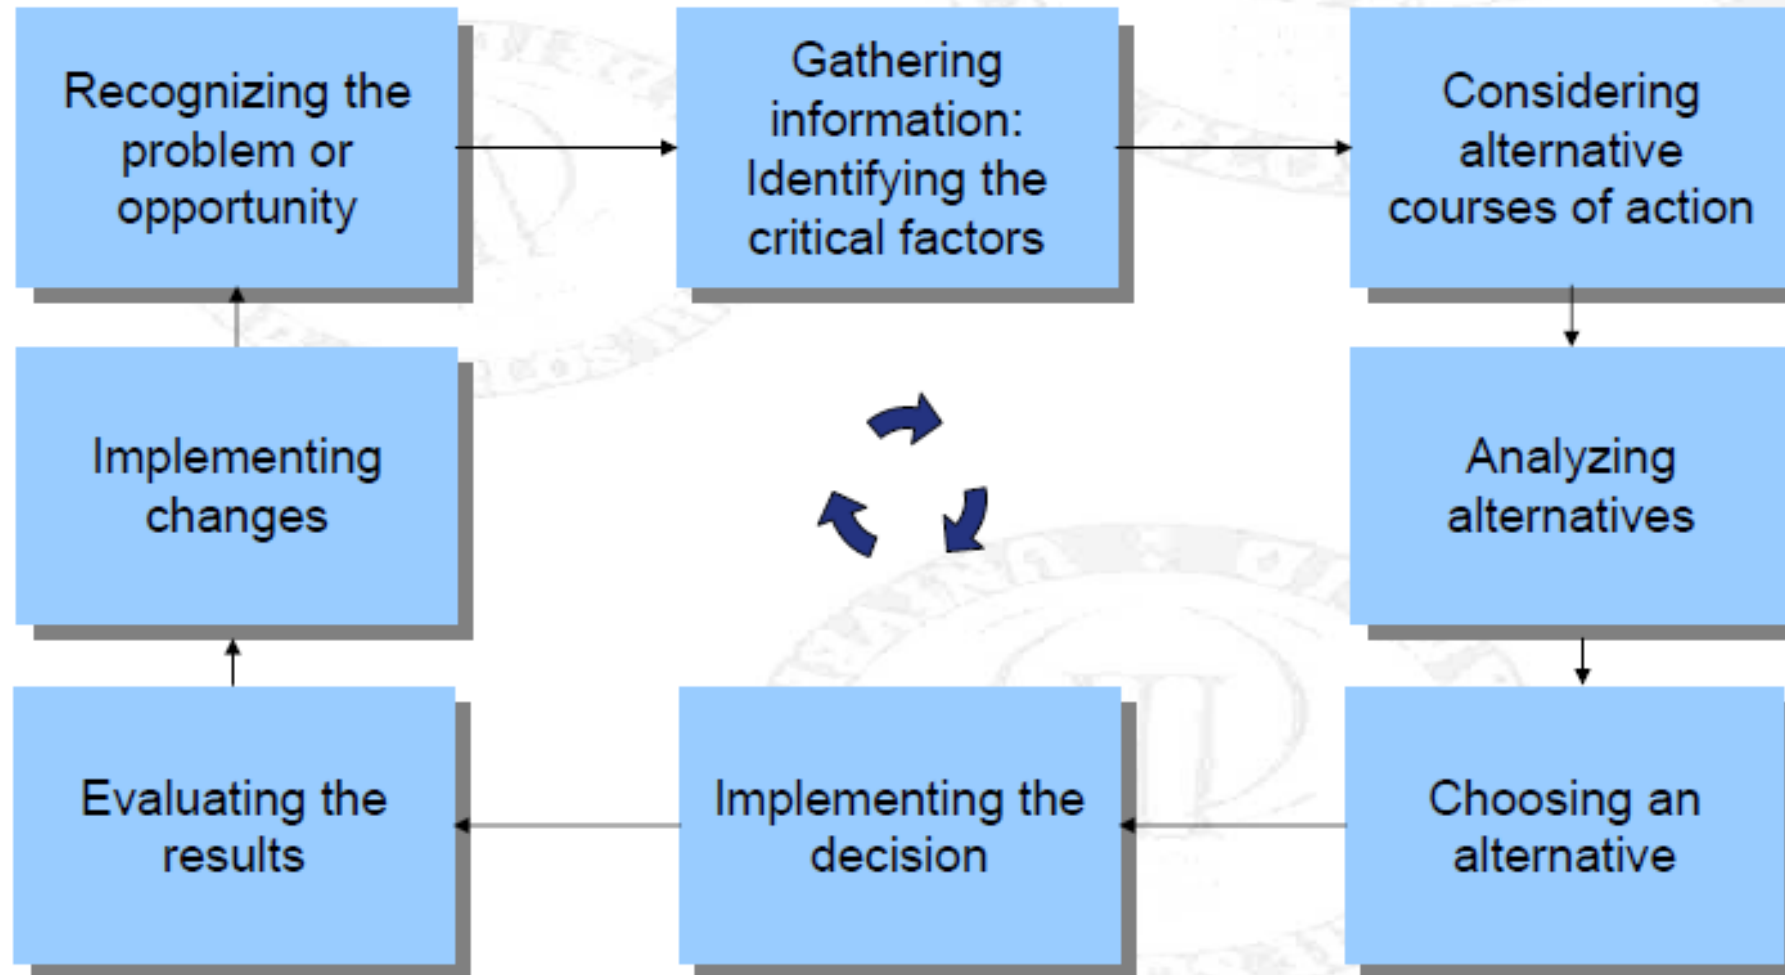 Recognizing the
problem or
opportunity
Gathering
information:
Identifying the
critical factors
Considering
alternative
courses of action
Analyzing
alternatives
Choosing an
alternative
Implementing the
decision
Evaluating the
results
Implementing
changes